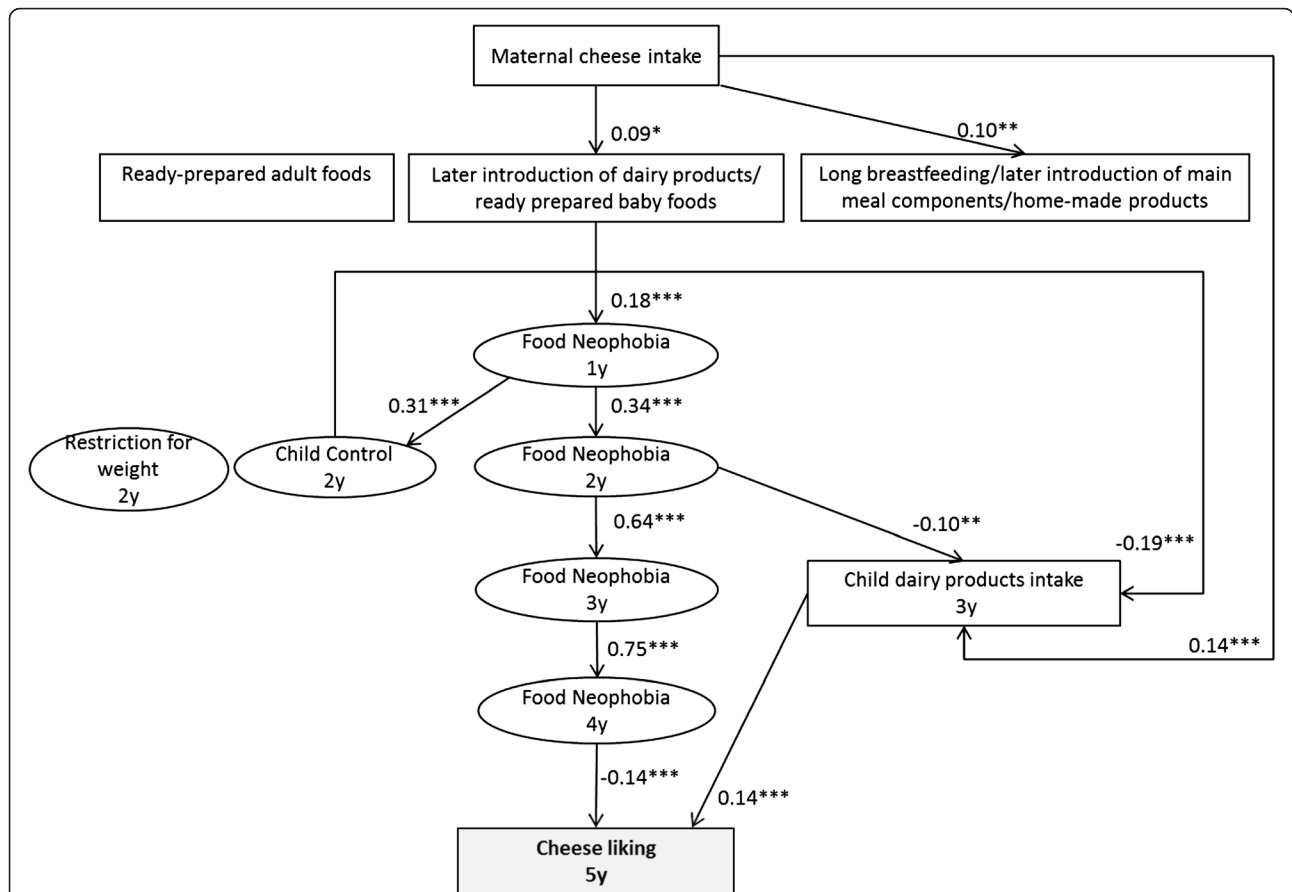 Maternal cheese intake
0.09*
0.10**
Ready-prepared adult foods
Later introduction of dairy products/
ready prepared baby foods
Long breastfeeding/later introduction of main
meal components/home-made products
0.18***
Food Neophobia
1y
0.31***
0.34***
Restriction for
weight
2y
Child Control
2y
Food Neophobia
2y
0.64***
-0.10**
-0.19***
Food Neophobia
3y
Child dairy products intake
3y
0.75***
0.14***
Food Neophobia
4y
-0.14***
0.14***
Cheese liking
5y